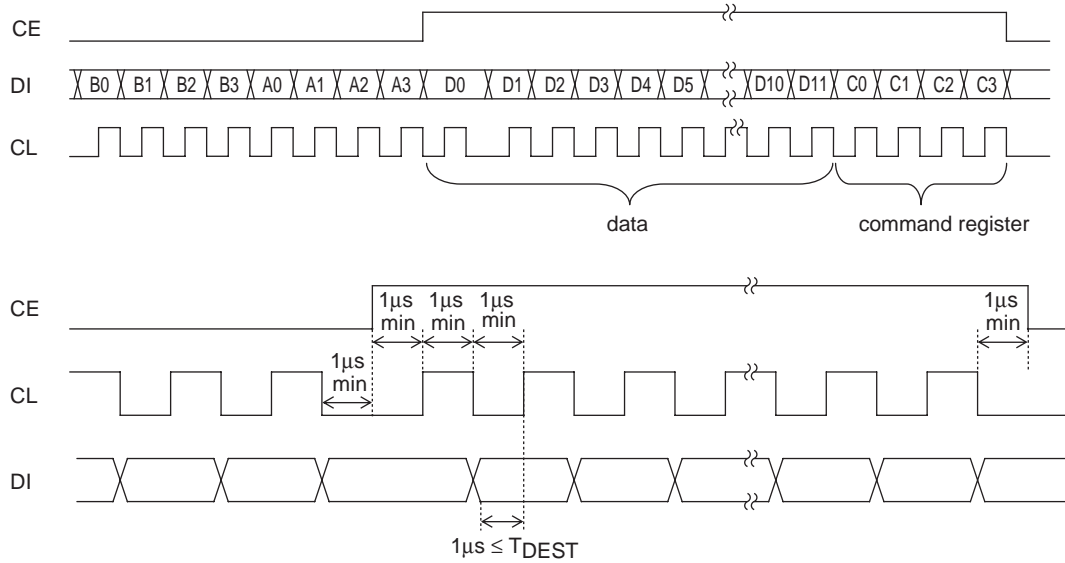 CE
DI B0 B1 B2 B3 A0 A1 A2 A3 D0 D1 D2 D3 D4 D5 D10 D11 C0 C1 C2 C3
CL
data command register
CE
1μs min 1μs min 1μs min 1μs min
1μs min
CL
DI
1μs ≤ TDEST